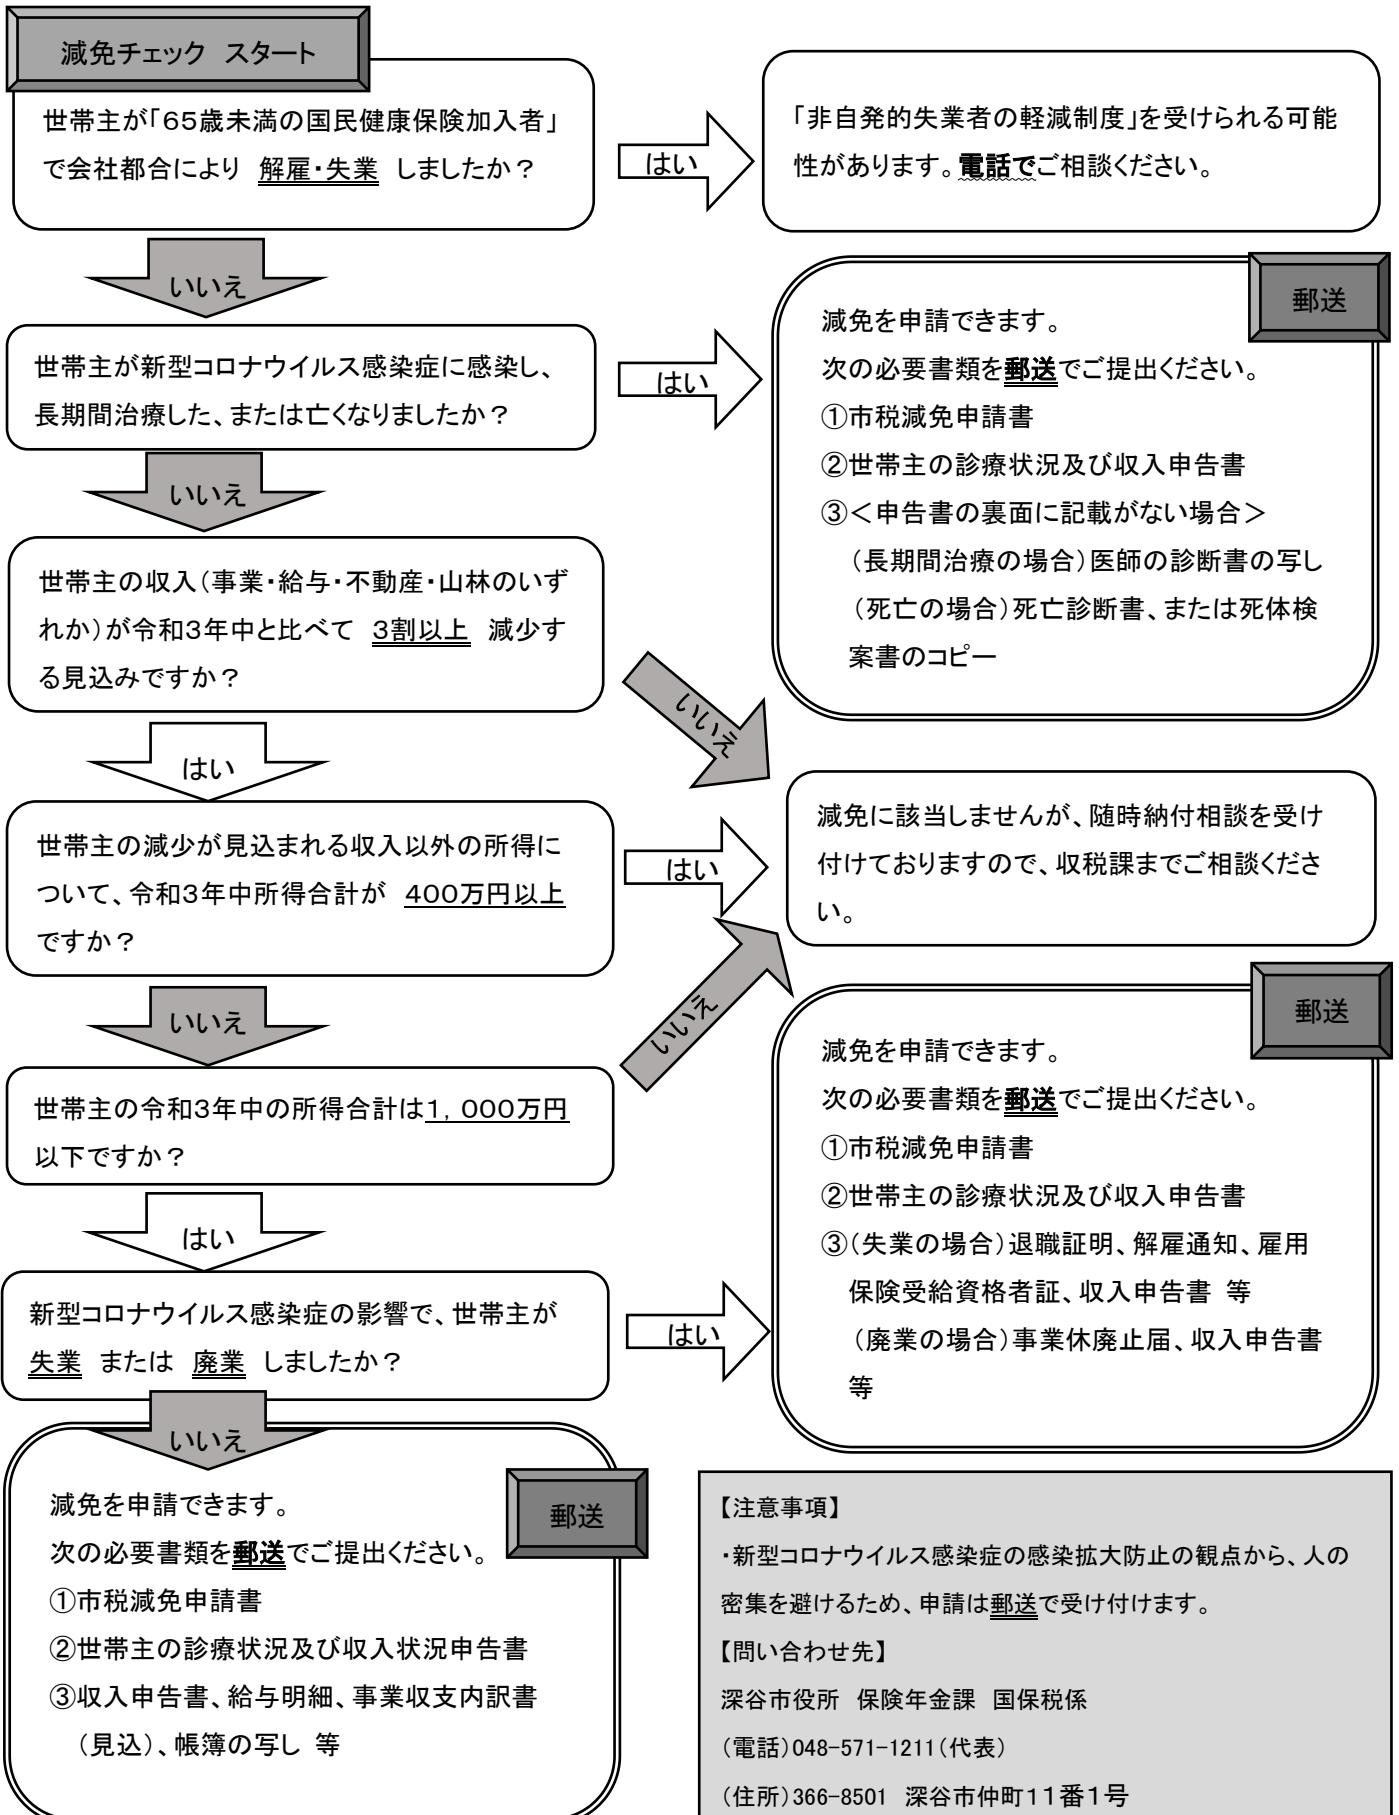 減免チェック　スタート
世帯主が「６５歳未満の国民健康保険加入者」
で会社都合により　解雇・失業　しましたか？
はい
「非自発的失業者の軽減制度」を受けられる可能
性があります。電話でご相談ください。
いいえ
世帯主が新型コロナウイルス感染症に感染し、
長期間治療した、または亡くなりましたか？
はい
郵送
減免を申請できます。
次の必要書類を郵送でご提出ください。
①市税減免申請書
②世帯主の診療状況及び収入申告書
③＜申告書の裏面に記載がない場合＞
（長期間治療の場合）医師の診断書の写し
（死亡の場合）死亡診断書、または死体検
案書のコピー
いいえ
世帯主の収入（事業・給与・不動産・山林のいず
れか）が令和３年中と比べて　３割以上　減少す
る見込みですか？
いいえ
はい
世帯主の減少が見込まれる収入以外の所得に
ついて、令和３年中所得合計が　４００万円以上
ですか？
はい
減免に該当しませんが、随時納付相談を受け
付けておりますので、収税課までご相談くださ
い。
いいえ
世帯主の令和３年中の所得合計は１，０００万円
以下ですか？
いいえ
はい
新型コロナウイルス感染症の影響で、世帯主が
失業　または　廃業　しましたか？
はい
郵送
減免を申請できます。
次の必要書類を郵送でご提出ください。
①市税減免申請書
②世帯主の診療状況及び収入申告書
③（失業の場合）退職証明、解雇通知、雇用
保険受給資格者証、収入申告書　等
（廃業の場合）事業休廃止届、収入申告書
等
いいえ
郵送
減免を申請できます。
次の必要書類を郵送でご提出ください。
①市税減免申請書
②世帯主の診療状況及び収入状況申告書
③収入申告書、給与明細、事業収支内訳書
（見込）、帳簿の写し　等
【注意事項】
・新型コロナウイルス感染症の感染拡大防止の観点から、人の
密集を避けるため、申請は郵送で受け付けます。
【問い合わせ先】
深谷市役所　保険年金課　国保税係
（電話）048-571-1211（代表）
（住所）366-8501　深谷市仲町１１番１号